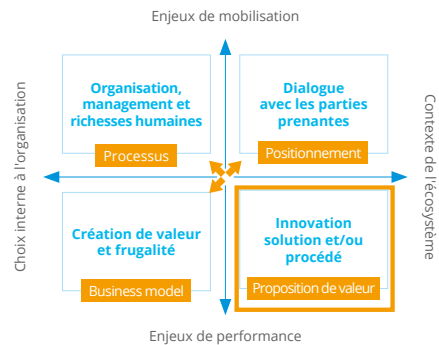 Enjeux de mobilisation
Choix interne à l'organisation
Organisation,
management et
richesses humaines
Processus
Dialogue
avec les parties
prenantes
Positionnement
Contexte de l'écosystème
Création de valeur
et frugalité
Business model
Innovation
solution et/ou
procédé
Proposition de valeur
Enjeux de performance